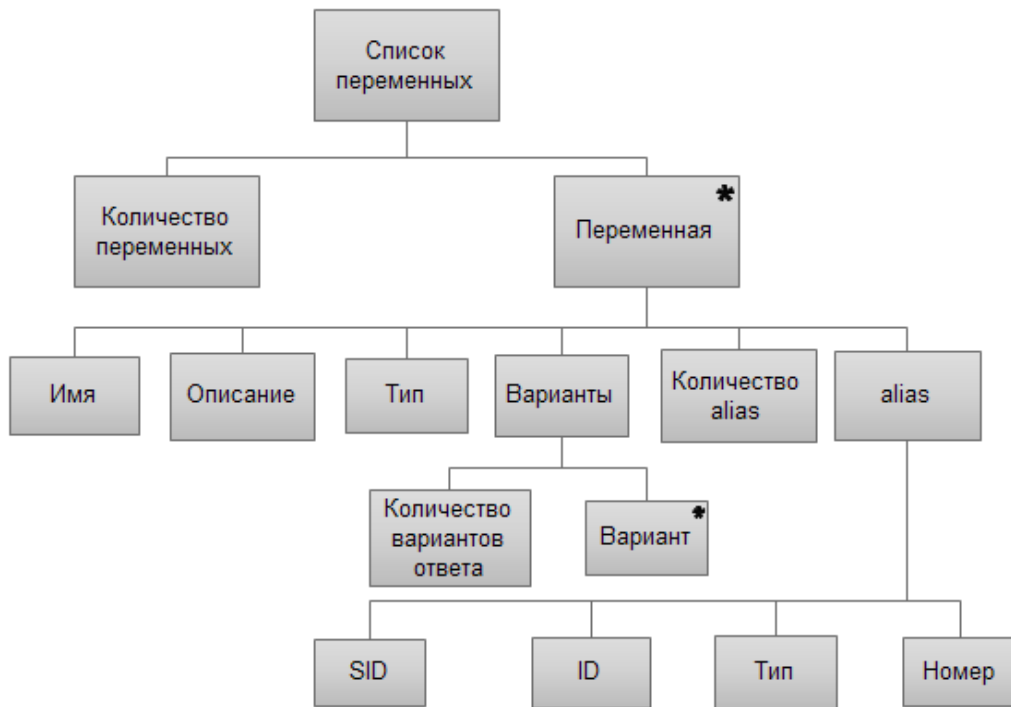 Список
переменных
Количество
переменных
*
Переменная
Имя
Описание
Тип
Варианты
Количество
alias
alias
Количество
вариантов
ответа
*
Вариант
SID
ID
Тип
Номер